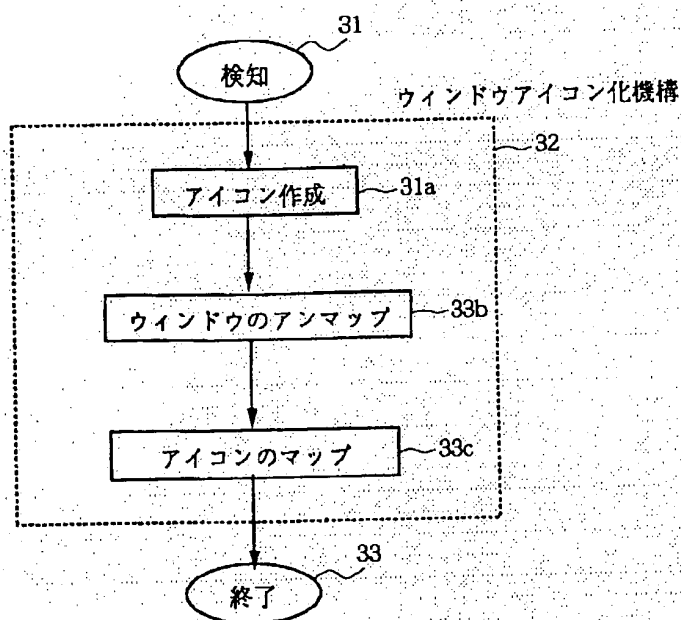 31
検知
ウィンドウアイコン化機構
32
アイコン作成
31a
ウィンドウのアンマップ
33b
アイコンのマップ
33c
33
終了